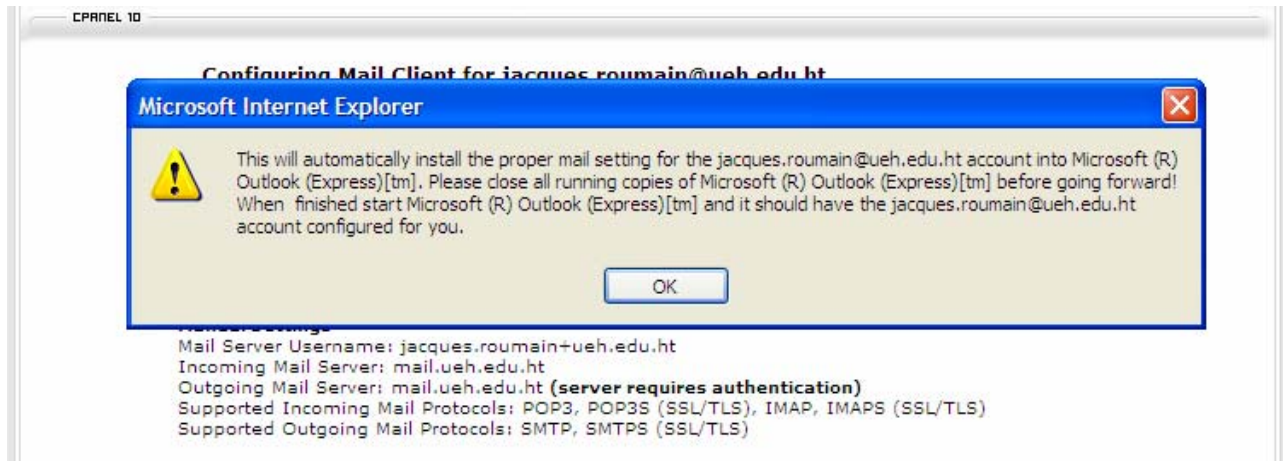 CPANEL 10
Configuring Mail Client for jacques.roumain@ueh.edu.ht
Microsoft Internet Explorer
This will automatically install the proper mail setting for the jacques.roumain@ueh.edu.ht account into Microsoft (R)
Outlook (Express)[tm]. Please close all running copies of Microsoft (R) Outlook (Express)[tm] before going forward!
When finished start Microsoft (R) Outlook (Express)[tm] and it should have the jacques.roumain@ueh.edu.ht
account configured for you.
OK
Manual Settings
Mail Server Username: jacques.roumain+ueh.edu.ht
Incoming Mail Server: mail.ueh.edu.ht
Outgoing Mail Server: mail.ueh.edu.ht (server requires authentication)
Supported Incoming Mail Protocols: POP3, POP3S (SSL/TLS), IMAP, IMAPS (SSL/TLS)
Supported Outgoing Mail Protocols: SMTP, SMTPS (SSL/TLS)